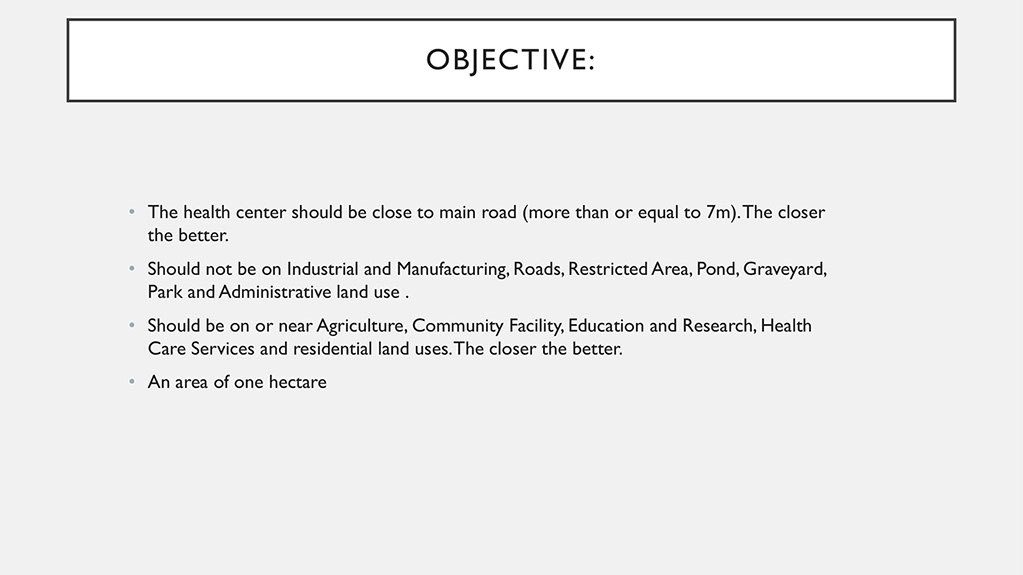 OBJECTIVE:
• The health center should be close to main road (more than or equal to 7m). The closer
the better.
• Should not be on Industrial and Manufacturing, Roads, Restricted Area, Pond, Graveyard,
Park and Administrative land use .
• Should be on or near Agriculture, Community Facility, Education and Research, Health
Care Services and residential land uses. The closer the better.
• An area of one hectare